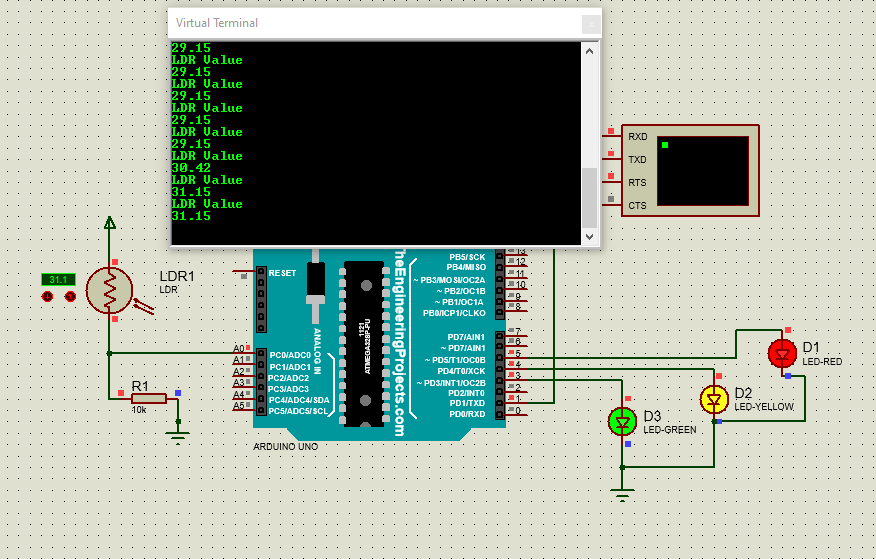 Virtual Terminal
29.15
LDR Value
29.15
LDR Value
29.15
LDR Value
29.15
LDR Value
29.15
LDR Value
30.42
LDR Value
31.15
LDR Value
31.15
RXD
TXD
RTS
CTS
31.1
LDR1
LDR
R1
10k
RESET
A0
A1
A2
A3
A4
A5
PC0/ADC0
PC1/ADC1
PC2/ADC2
PC3/ADC3
PC4/ADC4/SDA
PC5/ADC5/SCL
ANALOG IN
1121
ATMEGA328P-PU
TheEngineeringProjects.com
PB5/SCK
PB4/MISO
~ PB3/MOSI/OC2A
~ PB2/OC1B
~ PB1/OC1A
PB0/ICP1/CLKO
13
12
11
10
9
8
PD7/AIN1
~ PD7/AIN1
~ PD5/T1/OC0B
PD4/T0/XCK
~ PD3/INT1/OC2B
PD2/INT0
PD1/TXD
PD0/RXD
7
6
5
4
3
2
1
0
ARDUINO UNO
D1
LED-RED
D2
LED-YELLOW
D3
LED-GREEN